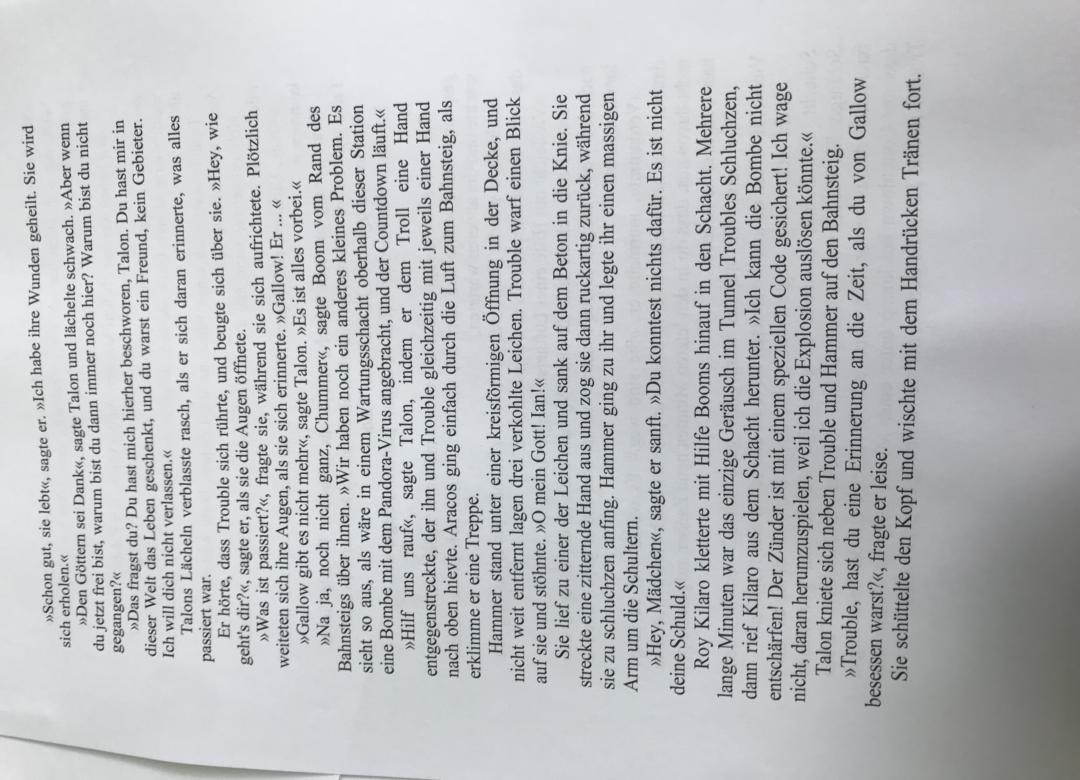 »Schon gut, sie lebt«, sagte er. »Ich habe ihre Wunden geheilt. Sie wird
sich erholen.«
»Den Göttern sei Dank«, sagte Talon und lächelte schwach. »Aber wenn
du jetzt frei bist, warum bist du dann immer noch hier? Warum bist du nicht
gegangen?«
»Das fragst du? Du hast mich hierher beschworen, Talon. Du hast mir in
dieser Welt das Leben geschenkt, und du warst ein Freund, kein Gebieter.
Ich will dich nicht verlassen.«
Talons Lächeln verblasste rasch, als er sich daran erinnerte, was alles
passiert war.
Er hörte, dass Trouble sich rührte, und beugte sich über sie. »Hey, wie
geht's dir?«, sagte er, als sie die Augen öffnete.
»Was ist passiert?«, fragte sie, während sie sich aufrichtete. Plötzlich
weiteten sich ihre Augen, als sie sich erinnerte. »Gallow! Er ... «
»Gallow gibt es nicht mehr«, sagte Talon. »Es ist alles vorbei.«
»Na ja, noch nicht ganz, Chummer«, sagte Boom vom Rand des
Bahnsteigs über ihnen. »Wir haben noch ein anderes kleines Problem. Es
sieht so aus, als wäre in einem Wartungsschacht oberhalb dieser Station
eine Bombe mit dem Pandora-Virus angebracht, und der Countdown läuft.«
»Hilf uns rauf«, sagte Talon, indem er dem Troll eine Hand
entgegenstreckte, der ihn und Trouble gleichzeitig mit jeweils einer Hand
nach oben hievte. Aracos ging einfach durch die Luft zum Bahnsteig, als
erklimme er eine Treppe.
Hammer stand unter einer kreisförmigen Öffnung in der Decke, und
nicht weit entfernt lagen drei verkohlte Leichen. Trouble warf einen Blick
auf sie und stöhnte. »O mein Gott! Ian!«
Sie lief zu einer der Leichen und sank auf dem Beton in die Knie. Sie
streckte eine zitternde Hand aus und zog sie dann ruckartig zurück, während
sie zu schluchzen anfing. Hammer ging zu ihr und legte ihr einen massigen
Arm um die Schultern.
»Hey, Mädchen«, sagte er sanft. »Du konntest nichts dafür. Es ist nicht
deine Schuld.«
Roy Kilaro kletterte mit Hilfe Booms hinauf in den Schacht. Mehrere
lange Minuten war das einzige Geräusch im Tunnel Troubles Schluchzen,
dann rief Kilaro aus dem Schacht herunter. »Ich kann die Bombe nicht
entschärfen! Der Zünder ist mit einem speziellen Code gesichert! Ich wage
nicht, daran herumzuspielen, weil ich die Explosion auslösen könnte.«
Talon kniete sich neben Trouble und Hammer auf den Bahnsteig.
»Trouble, hast du eine Erinnerung an die Zeit, als du von Gallow
besessen warst?«, fragte er leise.
Sie schüttelte den Kopf und wischte mit dem Handrücken Tränen fort.